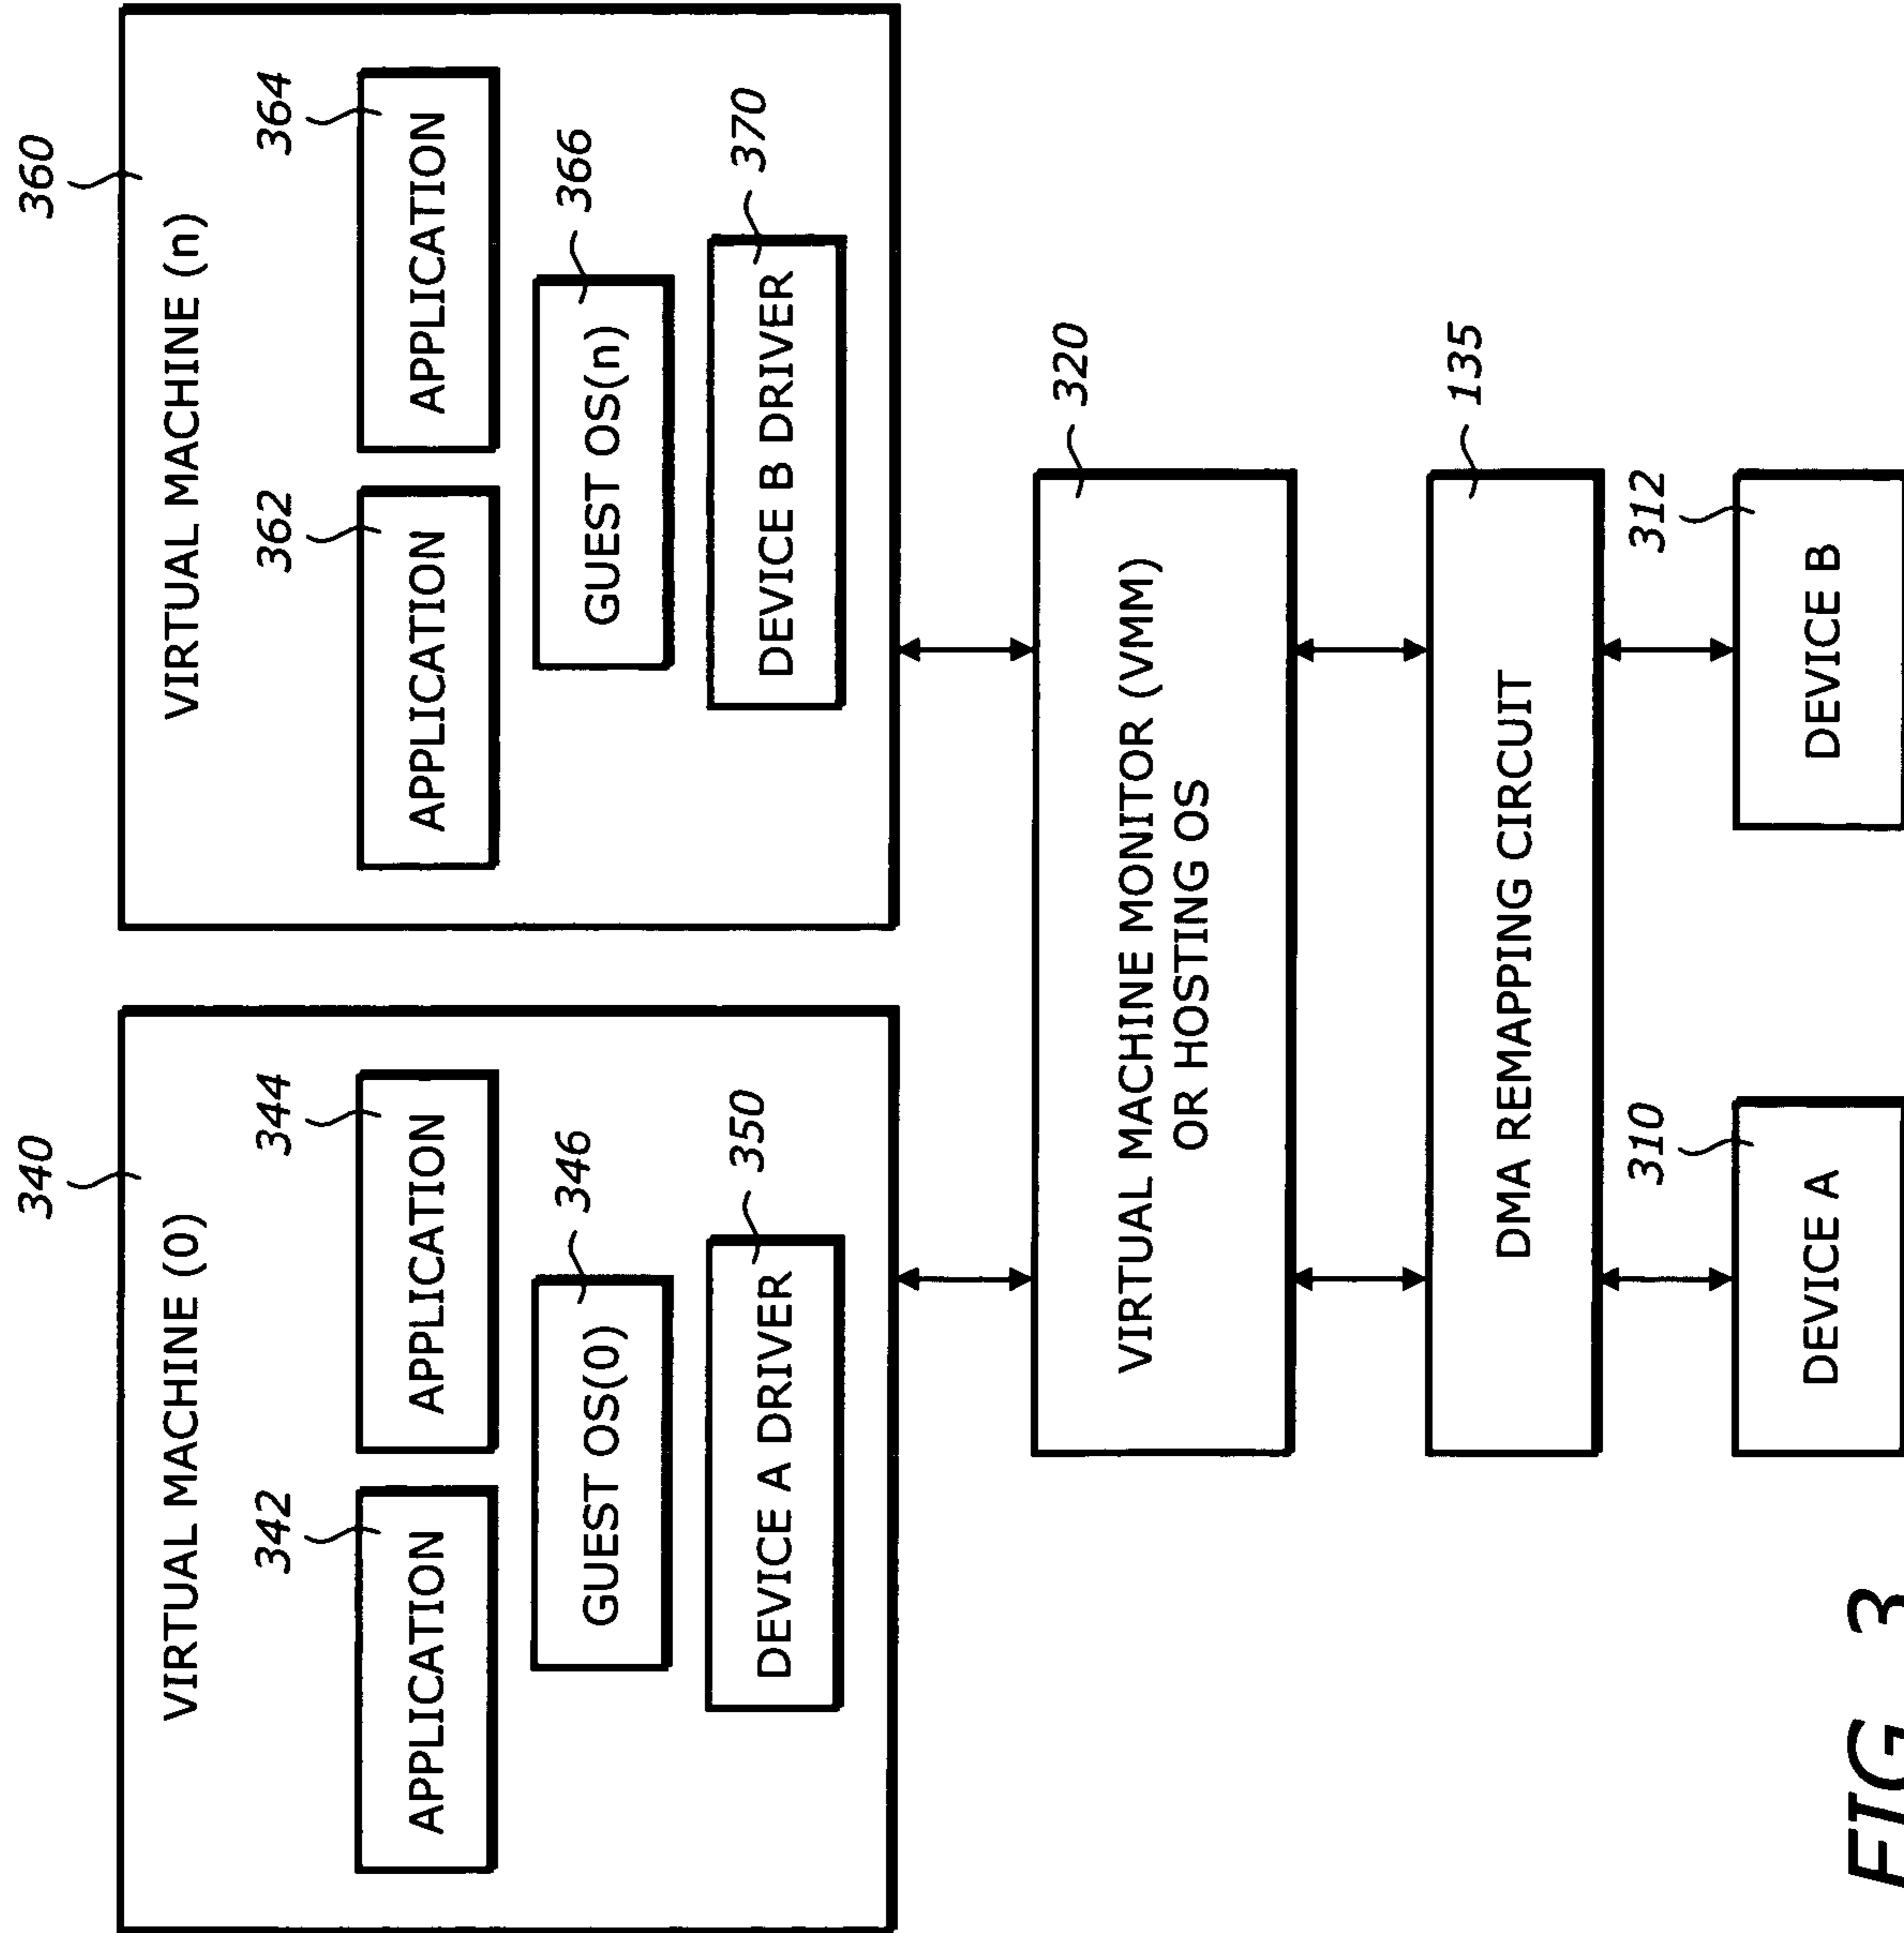 340
VIRTUAL MACHINE (0)
342
APPLICATION
344
APPLICATION
346
GUEST OS(0)
350
DEVICE A DRIVER
360
VIRTUAL MACHINE (n)
362
APPLICATION
364
APPLICATION
366
GUEST OS(n)
370
DEVICE B DRIVER
320
VIRTUAL MACHINE MONITOR (VMM)
OR HOSTING OS
135
DMA REMAPPING CIRCUIT
310
DEVICE A
312
DEVICE B
FIG 3